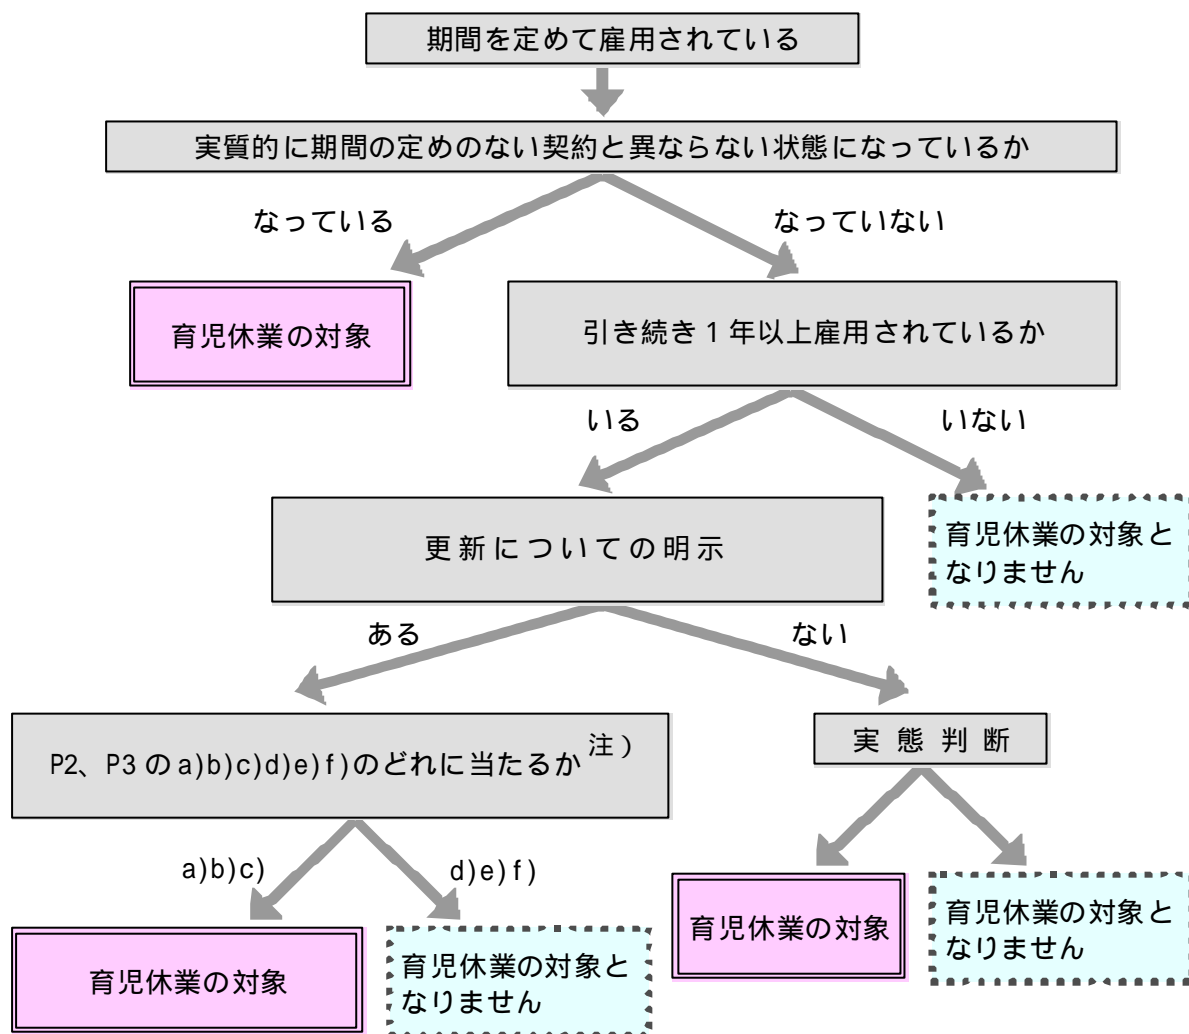 期間を定めて雇用されている
実質的に期間の定めのない契約と異ならない状態になっているか
なっている
なっていない
育児休業の対象
引き続き1年以上雇用されているか
いる
いない
更新についての明示
育児休業の対象と
なりません
ある
ない
P2、P3のa)b)c)d)e)f)のどれに当たるか注)
実態判断
a)b)c)
d)e)f)
育児休業の対象
育児休業の対象と
なりません
育児休業の対象
育児休業の対象と
なりません